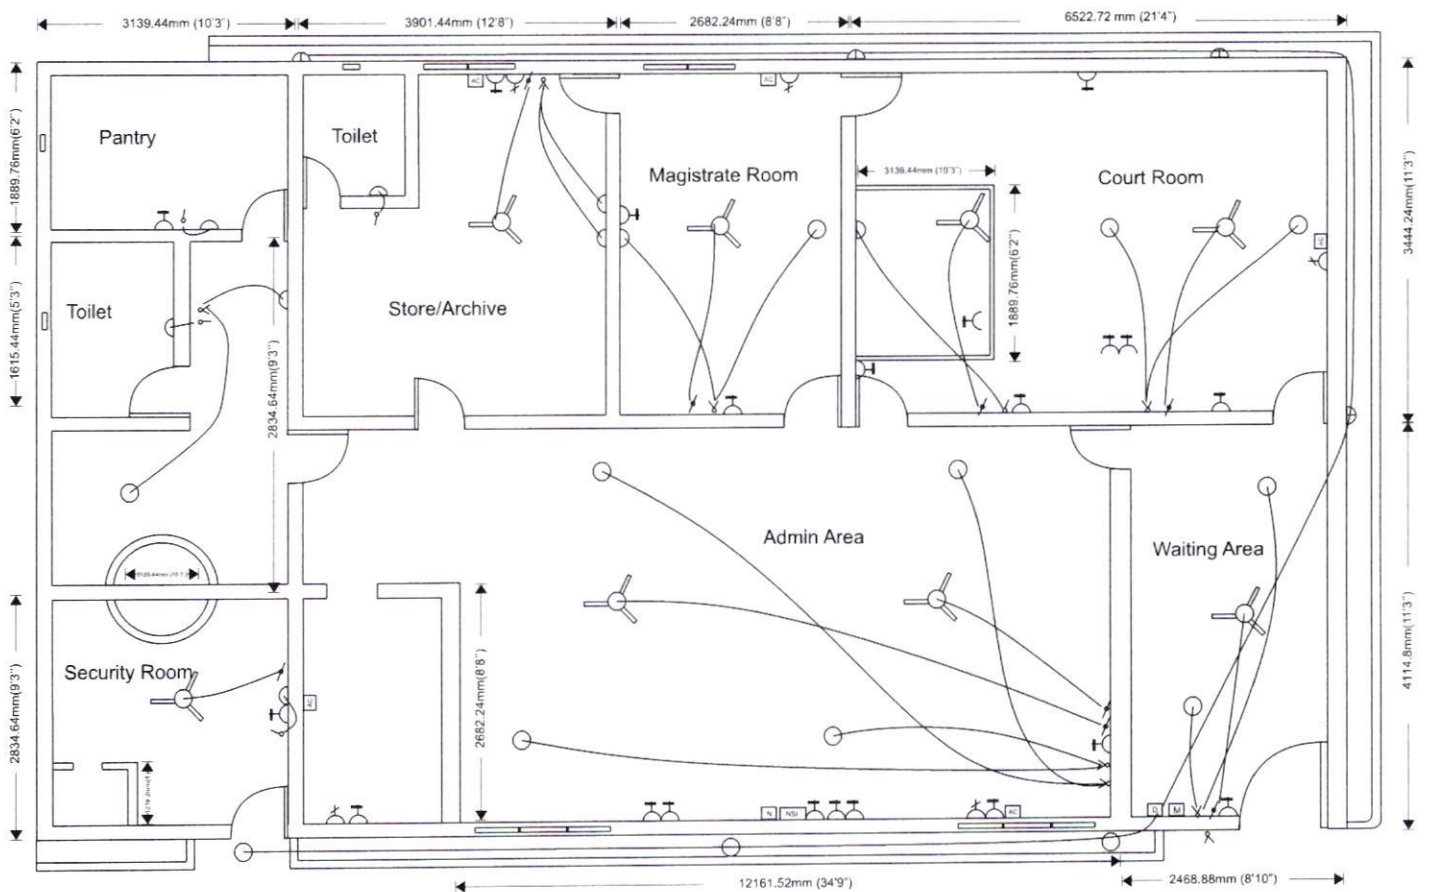 3139.44mm (10'3")
3901.44mm (12'8")
2682.24mm (8'8")
6522.72 mm (21'4")
1889.76mm(6'2")
Pantry
Toilet
AC
AC
Magistrate Room
3139.44mm (10'3")
Court Room
3444.24mm(11'3")
1889.76mm(6'2")
AC
1615.44mm(5'3")
Toilet
Store/Archive
2834.64mm(9'3")
Admin Area
Waiting Area
4114.8mm(11'3")
2834.64mm(9'3")
Security Room
AC
2682.24mm(8'8")
N
NSI
AC
M
12161.52mm (34'9")
2468.88mm (8'10")